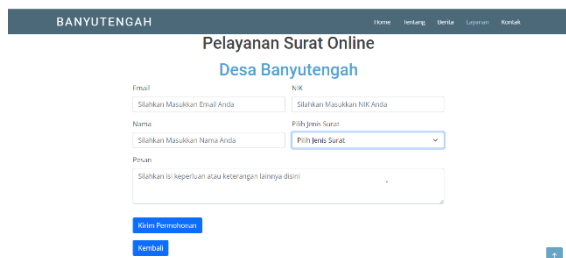 BANYUTENGAH
Home Tentang Berita Layanan Kontak
Pelayanan Surat Online
Desa Banyutengah
Email NIK
Silahkan Masukkan Email Anda Silahkan Masukkan NIK Anda
Nama Pilih Jenis Surat
Silahkan Masukkan Nama Anda Pilih Jenis Surat
Pesan
Silahkan isi keperluan atau keterangan lainnya disini
Kirim Permohonan
Kembali